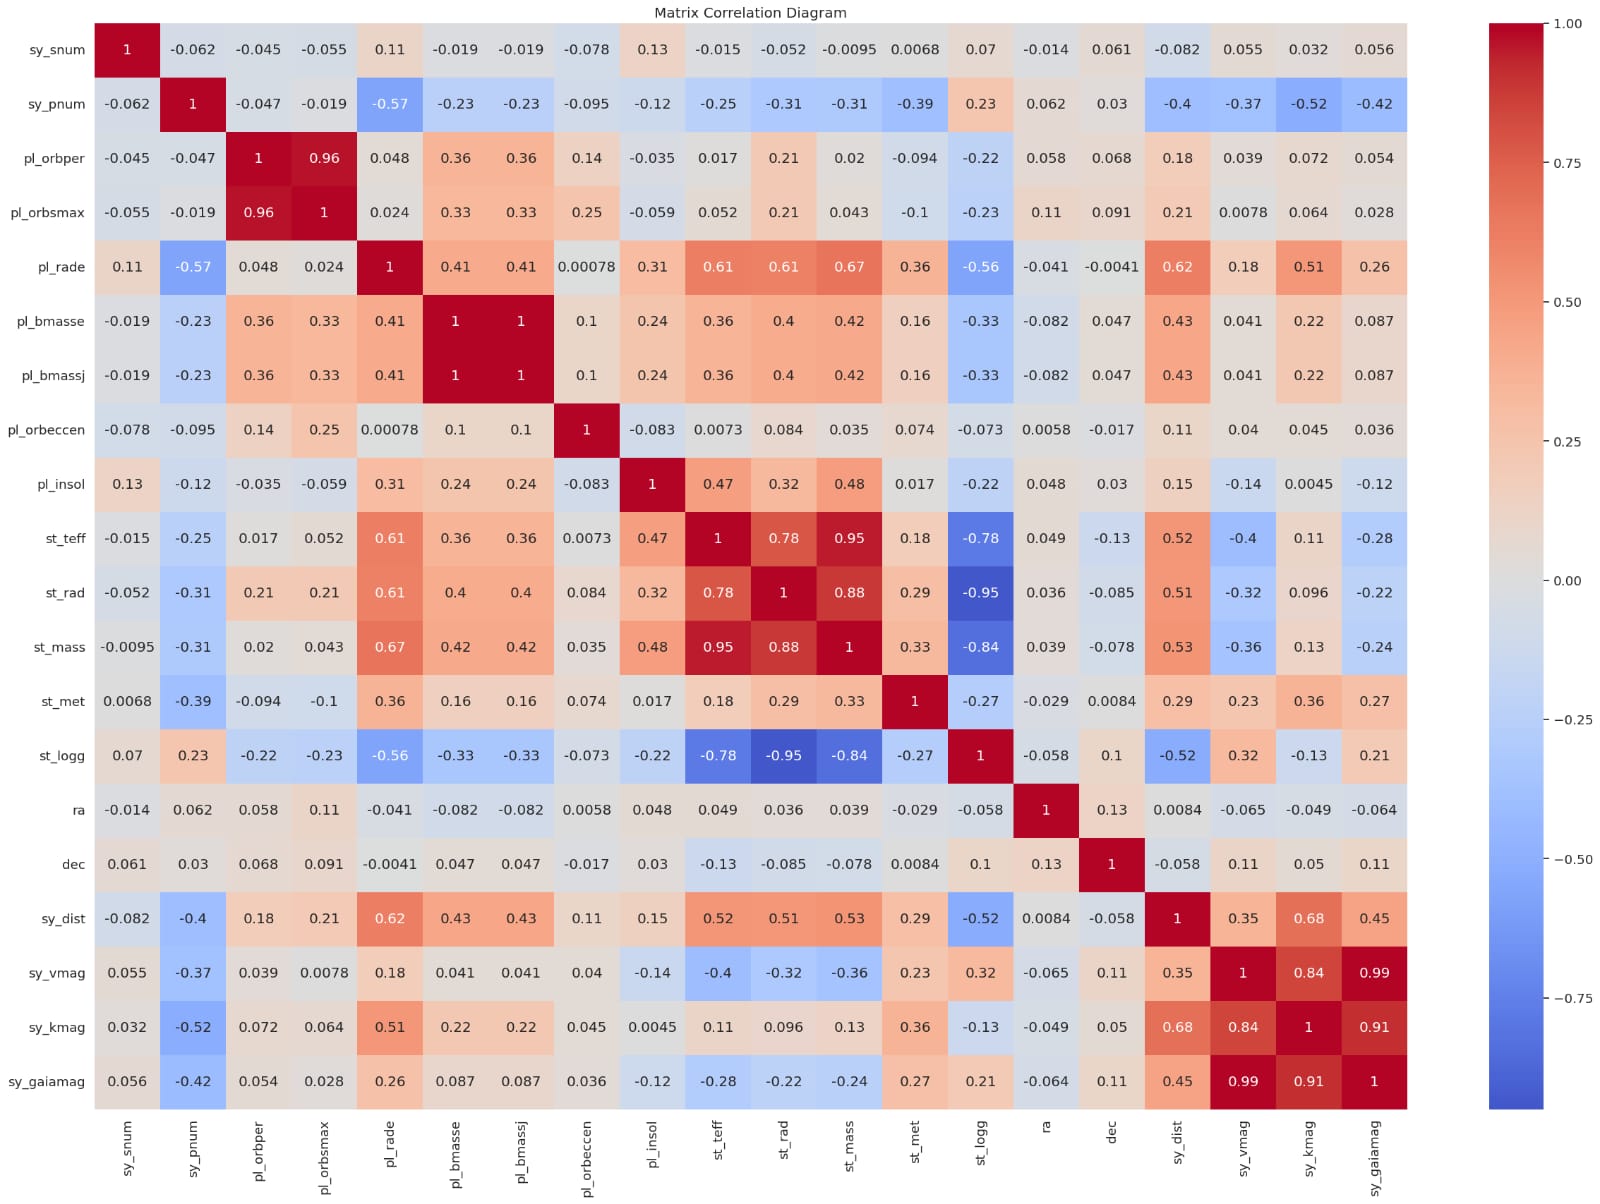 Matrix Correlation Diagram
sy_snum 1 -0.062 -0.045 -0.055 0.11 -0.019 -0.019 -0.078 0.13 -0.015 -0.052 -0.0095 0.0068 0.07 -0.014 0.061 -0.082 0.055 0.032 0.056
sy_pnum -0.062 1 -0.047 -0.019 -0.57 -0.23 -0.23 -0.095 -0.12 -0.25 -0.31 -0.31 -0.39 0.23 0.062 0.03 -0.4 -0.37 -0.52 -0.42
pl_orbper -0.045 -0.047 1 0.96 0.048 0.36 0.36 0.14 -0.035 0.017 0.21 0.02 -0.094 -0.22 0.058 0.068 0.18 0.039 0.072 0.054
pl_orbsmax -0.055 -0.019 0.96 1 0.024 0.33 0.33 0.25 -0.059 0.052 0.21 0.043 -0.1 -0.23 0.11 0.091 0.21 0.0078 0.064 0.028
pl_rade 0.11 -0.57 0.048 0.024 1 0.41 0.41 0.00078 0.31 0.61 0.61 0.67 0.36 -0.56 -0.041 -0.0041 0.62 0.18 0.51 0.26
pl_bmasse -0.019 -0.23 0.36 0.33 0.41 1 1 0.1 0.24 0.36 0.4 0.42 0.16 -0.33 -0.082 0.047 0.43 0.041 0.22 0.087
pl_bmassj -0.019 -0.23 0.36 0.33 0.41 1 1 0.1 0.24 0.36 0.4 0.42 0.16 -0.33 -0.082 0.047 0.43 0.041 0.22 0.087
pl_orbeccen -0.078 -0.095 0.14 0.25 0.00078 0.1 0.1 1 -0.083 0.0073 0.084 0.035 0.074 -0.073 0.0058 -0.017 0.11 0.04 0.045 0.036
pl_insol 0.13 -0.12 -0.035 -0.059 0.31 0.24 0.24 -0.083 1 0.47 0.32 0.48 0.017 -0.22 0.048 0.03 0.15 -0.14 0.0045 -0.12
st_teff -0.015 -0.25 0.017 0.052 0.61 0.36 0.36 0.0073 0.47 1 0.78 0.95 0.18 -0.78 0.049 -0.13 0.52 -0.4 0.11 -0.28
st_rad -0.052 -0.31 0.21 0.21 0.61 0.4 0.4 0.084 0.32 0.78 1 0.88 0.29 -0.95 0.036 -0.085 0.51 -0.32 0.096 -0.22
st_mass -0.0095 -0.31 0.02 0.043 0.67 0.42 0.42 0.035 0.48 0.95 0.88 1 0.33 -0.84 0.039 -0.078 0.53 -0.36 0.13 -0.24
st_met 0.0068 -0.39 -0.094 -0.1 0.36 0.16 0.16 0.074 0.017 0.18 0.29 0.33 1 -0.27 -0.029 0.0084 0.29 0.23 0.36 0.27
st_logg 0.07 0.23 -0.22 -0.23 -0.56 -0.33 -0.33 -0.073 -0.22 -0.78 -0.95 -0.84 -0.27 1 -0.058 0.1 -0.52 0.32 -0.13 0.21
ra -0.014 0.062 0.058 0.11 -0.041 -0.082 -0.082 0.0058 0.048 0.049 0.036 0.039 -0.029 -0.058 1 0.13 0.0084 -0.065 -0.049 -0.064
dec 0.061 0.03 0.068 0.091 -0.0041 0.047 0.047 -0.017 0.03 -0.13 -0.085 -0.078 0.0084 0.1 0.13 1 -0.058 0.11 0.05 0.11
sy_dist -0.082 -0.4 0.18 0.21 0.62 0.43 0.43 0.11 0.15 0.52 0.51 0.53 0.29 -0.52 0.0084 -0.058 1 0.35 0.68 0.45
sy_vmag 0.055 -0.37 0.039 0.0078 0.18 0.041 0.041 0.04 -0.14 -0.4 -0.32 -0.36 0.23 0.32 -0.065 0.11 0.35 1 0.84 0.99
sy_kmag 0.032 -0.52 0.072 0.064 0.51 0.22 0.22 0.045 0.0045 0.11 0.096 0.13 0.36 -0.13 -0.049 0.05 0.68 0.84 1 0.91
sy_gaiamag 0.056 -0.42 0.054 0.028 0.26 0.087 0.087 0.036 -0.12 -0.28 -0.22 -0.24 0.27 0.21 -0.064 0.11 0.45 0.99 0.91 1
sy_snum sy_pnum pl_orbper pl_orbsmax pl_rade pl_bmasse pl_bmassj pl_orbeccen pl_insol st_teff st_rad st_mass st_met st_logg ra dec sy_dist sy_vmag sy_kmag sy_gaiamag
1.00
0.75
0.50
0.25
0.00
−0.25
−0.50
−0.75